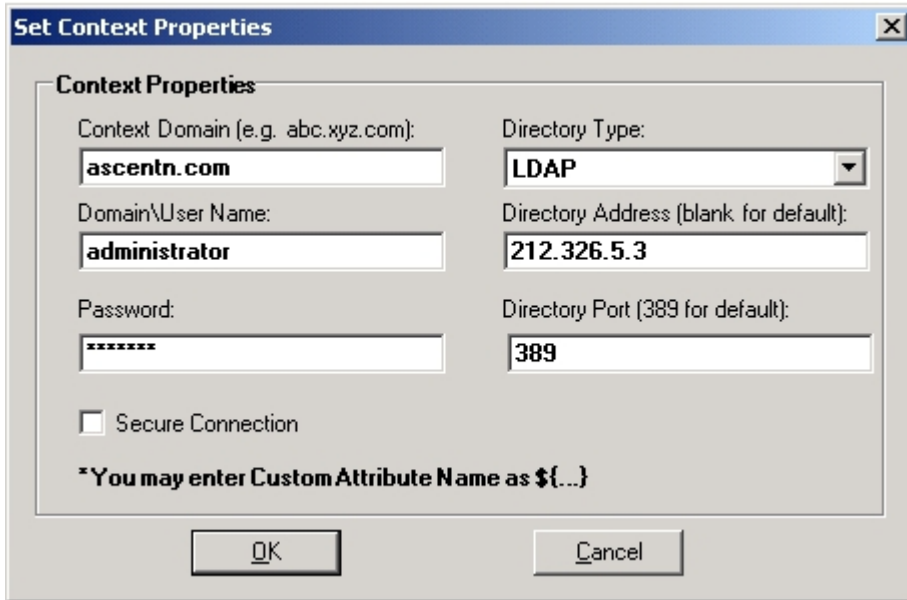 Set Context Properties
Context Properties
Context Domain (e.g. abc.xyz.com):
ascentn.com
Directory Type:
LDAP
Domain\User Name:
administrator
Directory Address (blank for default):
212.326.5.3
Password:
*******
Directory Port (389 for default):
389
Secure Connection
*You may enter Custom Attribute Name as ${...}
OK
Cancel